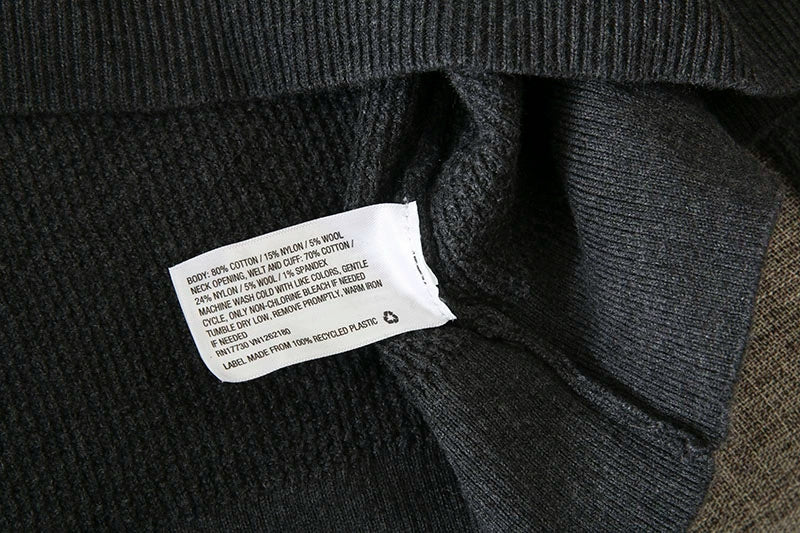 BODY: 80% COTTON / 15% NYLON / 5% WOOL
NECK OPENING, WELT AND CUFF: 70% COTTON /
24% NYLON / 5% WOOL / 1% SPANDEX
MACHINE WASH COLD WITH LIKE COLORS, GENTLE
CYCLE, ONLY NON-CHLORINE BLEACH IF NEEDED
TUMBLE DRY LOW. REMOVE PROMPTLY, WARM IRON
IF NEEDED
RN17730 VN1262180
LABEL MADE FROM 100% RECYCLED PLASTIC